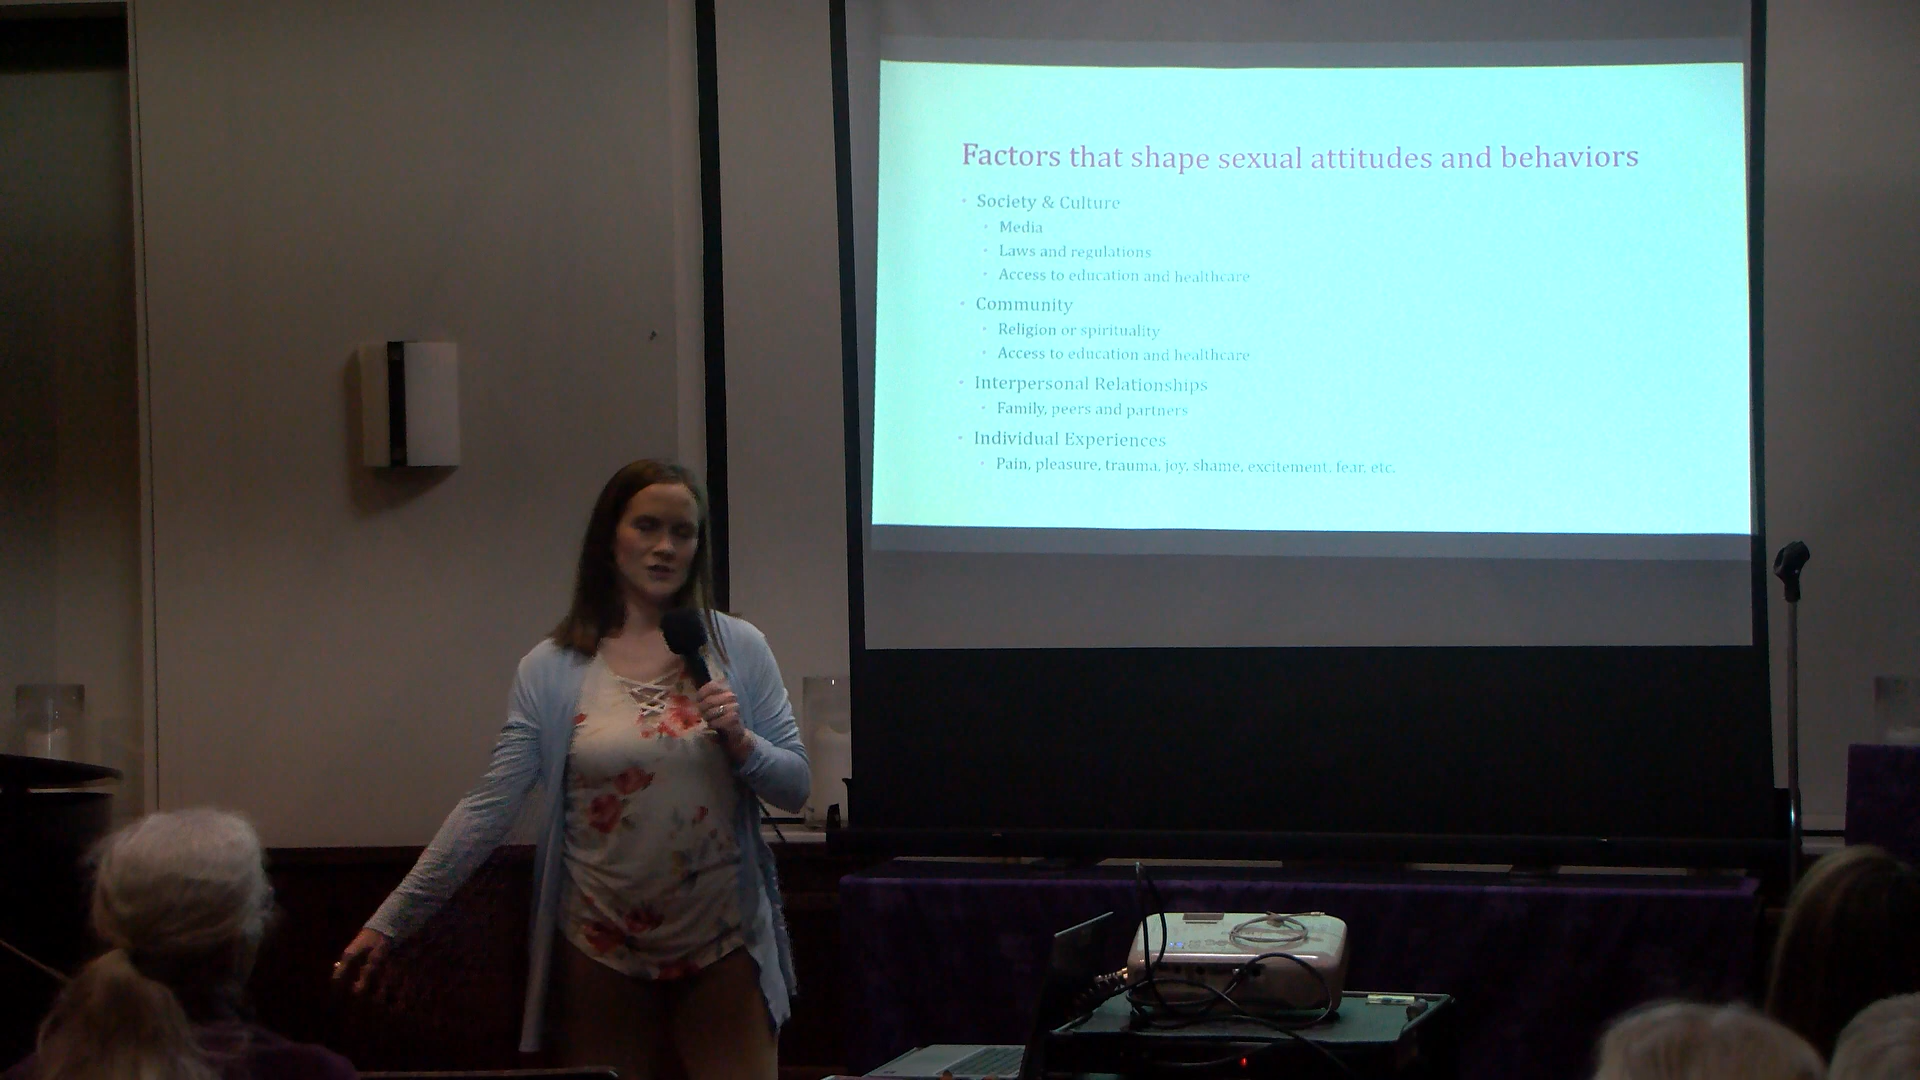 Factors that shape sexual attitudes and behaviors
Society & Culture
Media
Laws and regulations
Access to education and healthcare
Community
Religion or spirituality
Access to education and healthcare
Interpersonal Relationships
Family, peers and partners
Individual Experiences
Pain, pleasure, trauma, joy, shame, excitement, fear, etc.